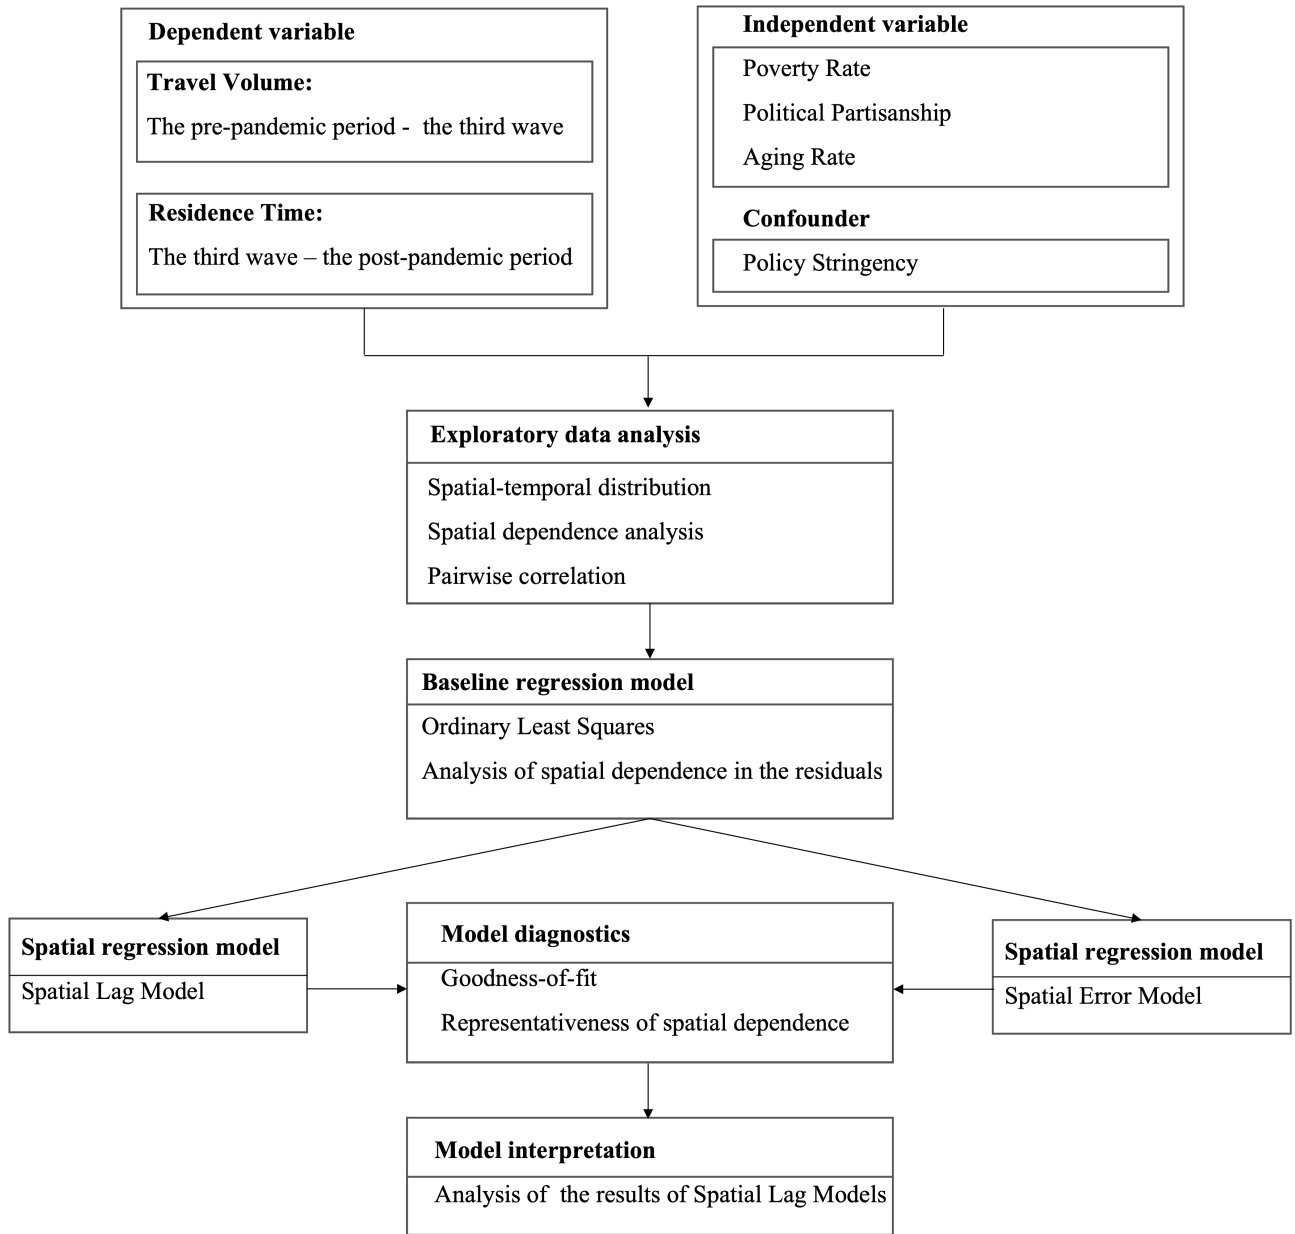 Dependent variable
Travel Volume:
The pre-pandemic period -  the third wave
Residence Time:
The third wave – the post-pandemic period
Independent variable
Poverty Rate
Political Partisanship
Aging Rate
Confounder
Policy Stringency
Exploratory data analysis
Spatial-temporal distribution
Spatial dependence analysis
Pairwise correlation
Baseline regression model
Ordinary Least Squares
Analysis of spatial dependence in the residuals
Spatial regression model
Spatial Lag Model
Model diagnostics
Goodness-of-fit
Representativeness of spatial dependence
Spatial regression model
Spatial Error Model
Model interpretation
Analysis of  the results of Spatial Lag Models